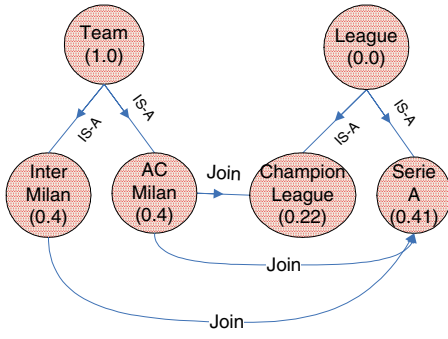 Team
(1.0)
League
(0.0)
IS-A
IS-A
IS-A
IS-A
Inter
Milan
(0.4)
AC
Milan
(0.4)
Join
Champion
League
(0.22)
Serie
A
(0.41)
Join
Join